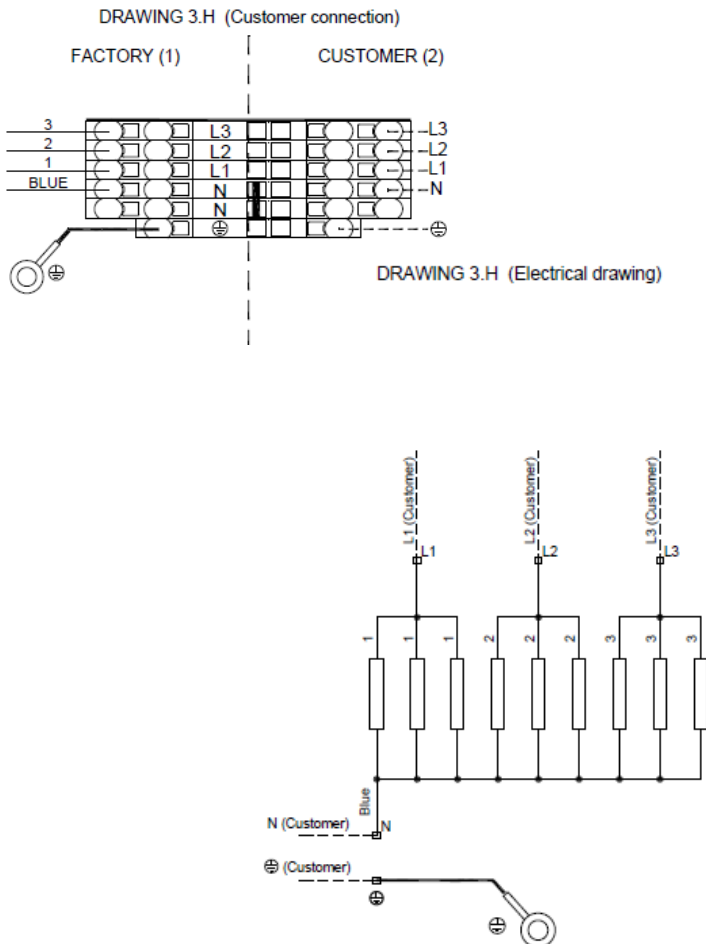 DRAWING 3.H (Customer connection)
FACTORY (1)
CUSTOMER (2)
3
L3
L3
2
L2
L2
1
L1
L1
BLUE
N
N
N
DRAWING 3.H (Electrical drawing)
L1 (Customer)
L2 (Customer)
L3 (Customer)
L1
L2
L3
1
1
1
2
2
2
3
3
3
Blue
N (Customer)
N
(Customer)